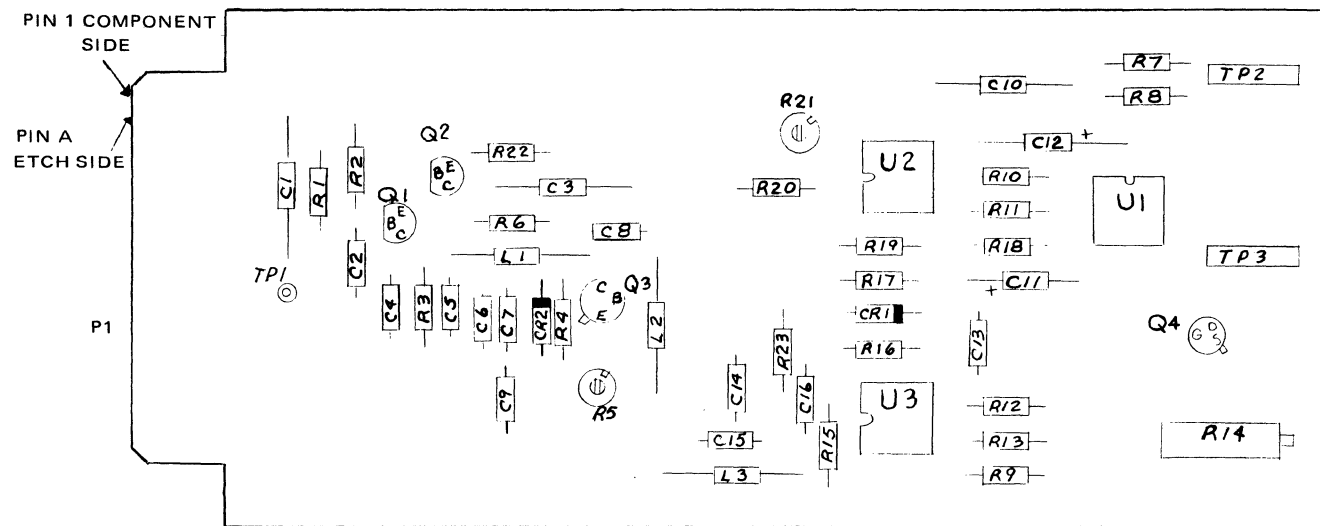 PIN 1 COMPONENT
SIDE
PIN A
ETCH SIDE
P1
C1
R1
R2
Q2
B E C
Q1
B E C
R22
C3
R6
C8
L1
C2
TP1
C4
R3
C5
C6
C7
CR2
R4
Q3
C B E
L2
C9
R5
R21
R20
C10
R7
R8
TP2
C12 +
U2
R10
R11
U1
R19
R18
TP3
R17
+ C11
CR1
R16
C13
Q4
G D S
R23
C14
C16
U3
R12
R14
C15
R15
R13
L3
R9